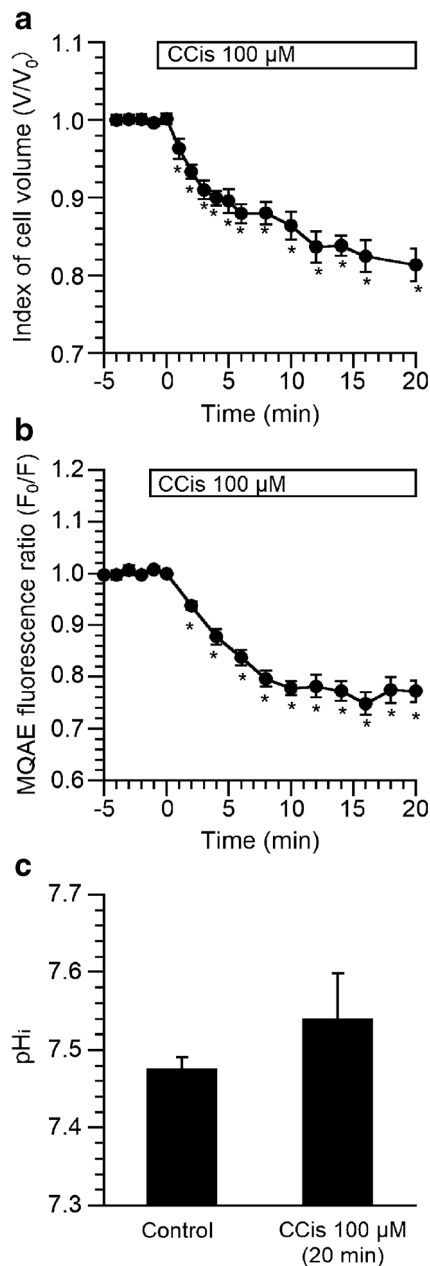 a
Index of cell volume (V/V₀)
1.1
1.0
0.9
0.8
0.7
CCis 100 µM
* * * * * * * * * * * *
-5 0 5 10 15 20
Time (min)
b
MQAE fluorescence ratio (F₀/F)
1.2
1.1
1.0
0.9
0.8
0.7
0.6
CCis 100 µM
* * * * * * * * * *
-5 0 5 10 15 20
Time (min)
c
pHi
7.7
7.6
7.5
7.4
7.3
Control
CCis 100 µM
(20 min)